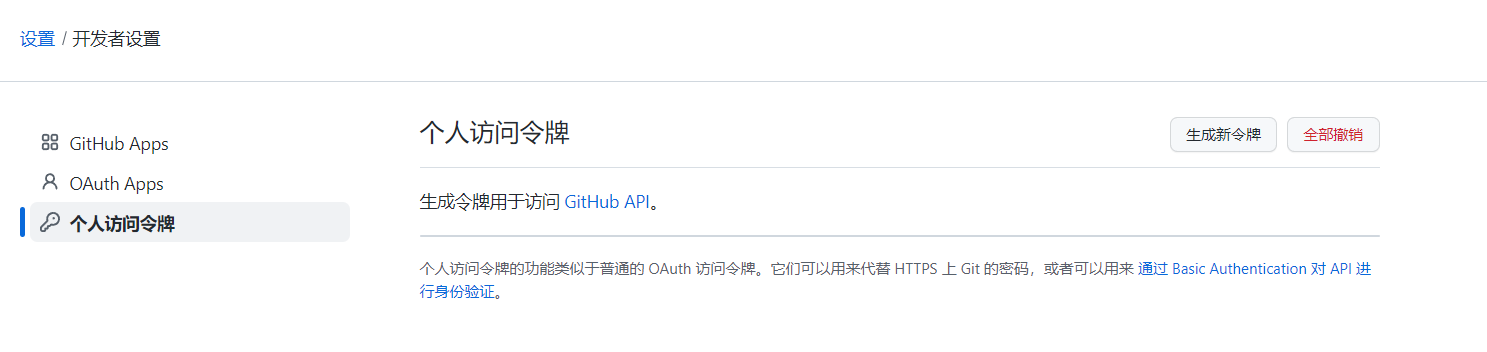 设置 / 开发者设置
GitHub Apps
OAuth Apps
个人访问令牌
个人访问令牌
生成新令牌
全部撤销
生成令牌用于访问 GitHub API。
个人访问令牌的功能类似于普通的 OAuth 访问令牌。它们可以用来代替 HTTPS 上 Git 的密码，或者可以用来 通过 Basic Authentication 对 API 进
行身份验证。